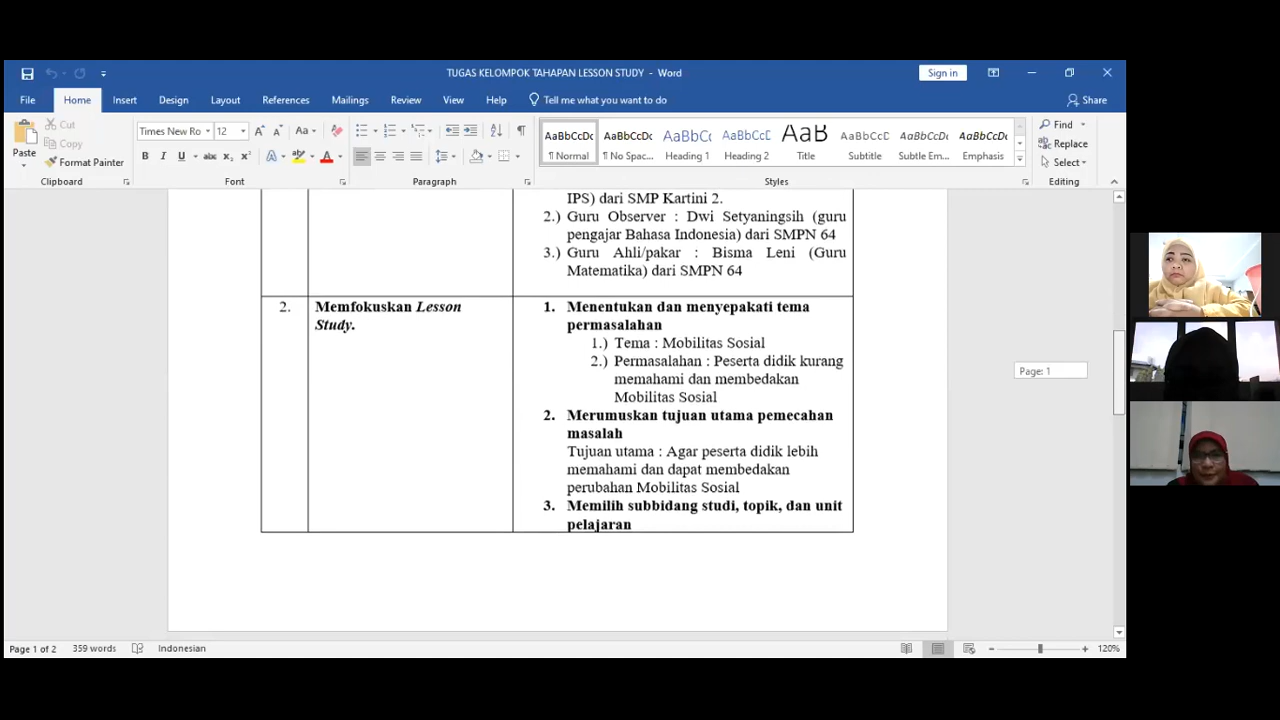 TUGAS KELOMPOK TAHAPAN LESSON STUDY - Word
Sign in
File Home Insert Design Layout References Mailings Review View Help Tell me what you want to do
Share
Paste
Cut
Copy
Format Painter
Clipboard
Times New Ro 12
Font
Paragraph
AaBbCcDc AaBbCcDc AaBbCc AaBbCcD AaB AaBbCcD AaBbCcDc AaBbCcDc
¶ Normal ¶ No Spac... Heading 1 Heading 2 Title Subtitle Subtle Em... Emphasis
Styles
Find
Replace
Select
Editing
IPS) dari SMP Kartini 2.
2.) Guru Observer : Dwi Setyaningsih (guru
pengajar Bahasa Indonesia) dari SMPN 64
3.) Guru Ahli/pakar : Bisma Leni (Guru
Matematika) dari SMPN 64
2. Memfokuskan Lesson
Study.
1. Menentukan dan menyepakati tema
permasalahan
1.) Tema : Mobilitas Sosial
2.) Permasalahan : Peserta didik kurang
memahami dan membedakan
Mobilitas Sosial
2. Merumuskan tujuan utama pemecahan
masalah
Tujuan utama : Agar peserta didik lebih
memahami dan dapat membedakan
perubahan Mobilitas Sosial
3. Memilih subbidang studi, topik, dan unit
pelajaran
Page: 1
Page 1 of 2 359 words Indonesian
120%